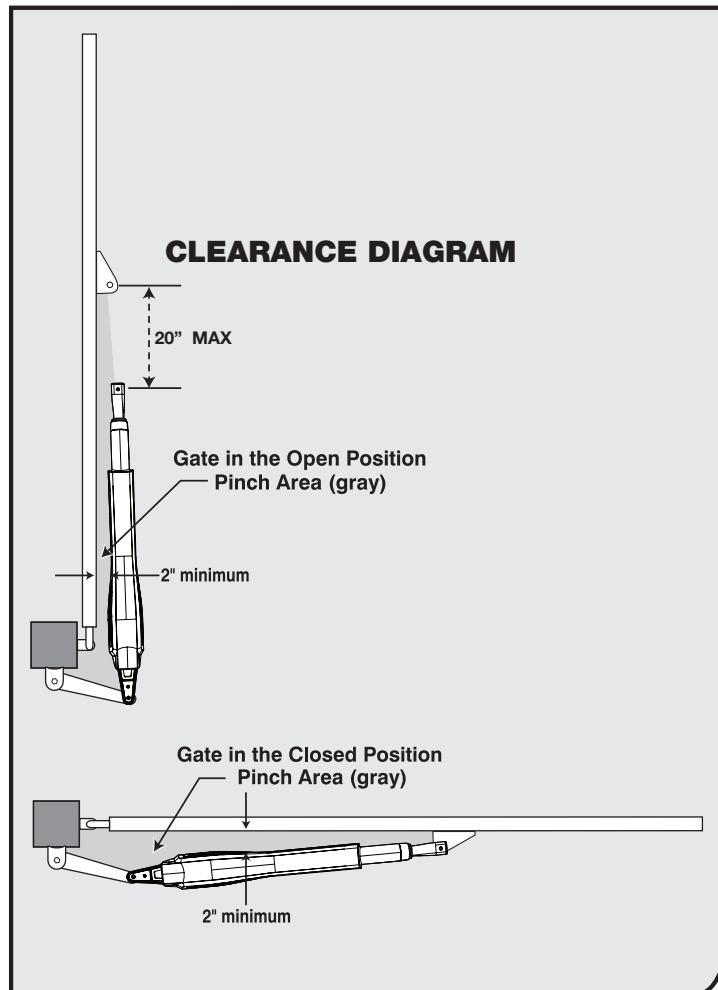 CLEARANCE DIAGRAM
20” MAX
Gate in the Open Position
Pinch Area (gray)
2" minimum
Gate in the Closed Position
Pinch Area (gray)
2" minimum